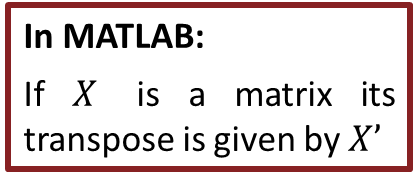 In MATLAB:
If X is a matrix its
transpose is given by X’